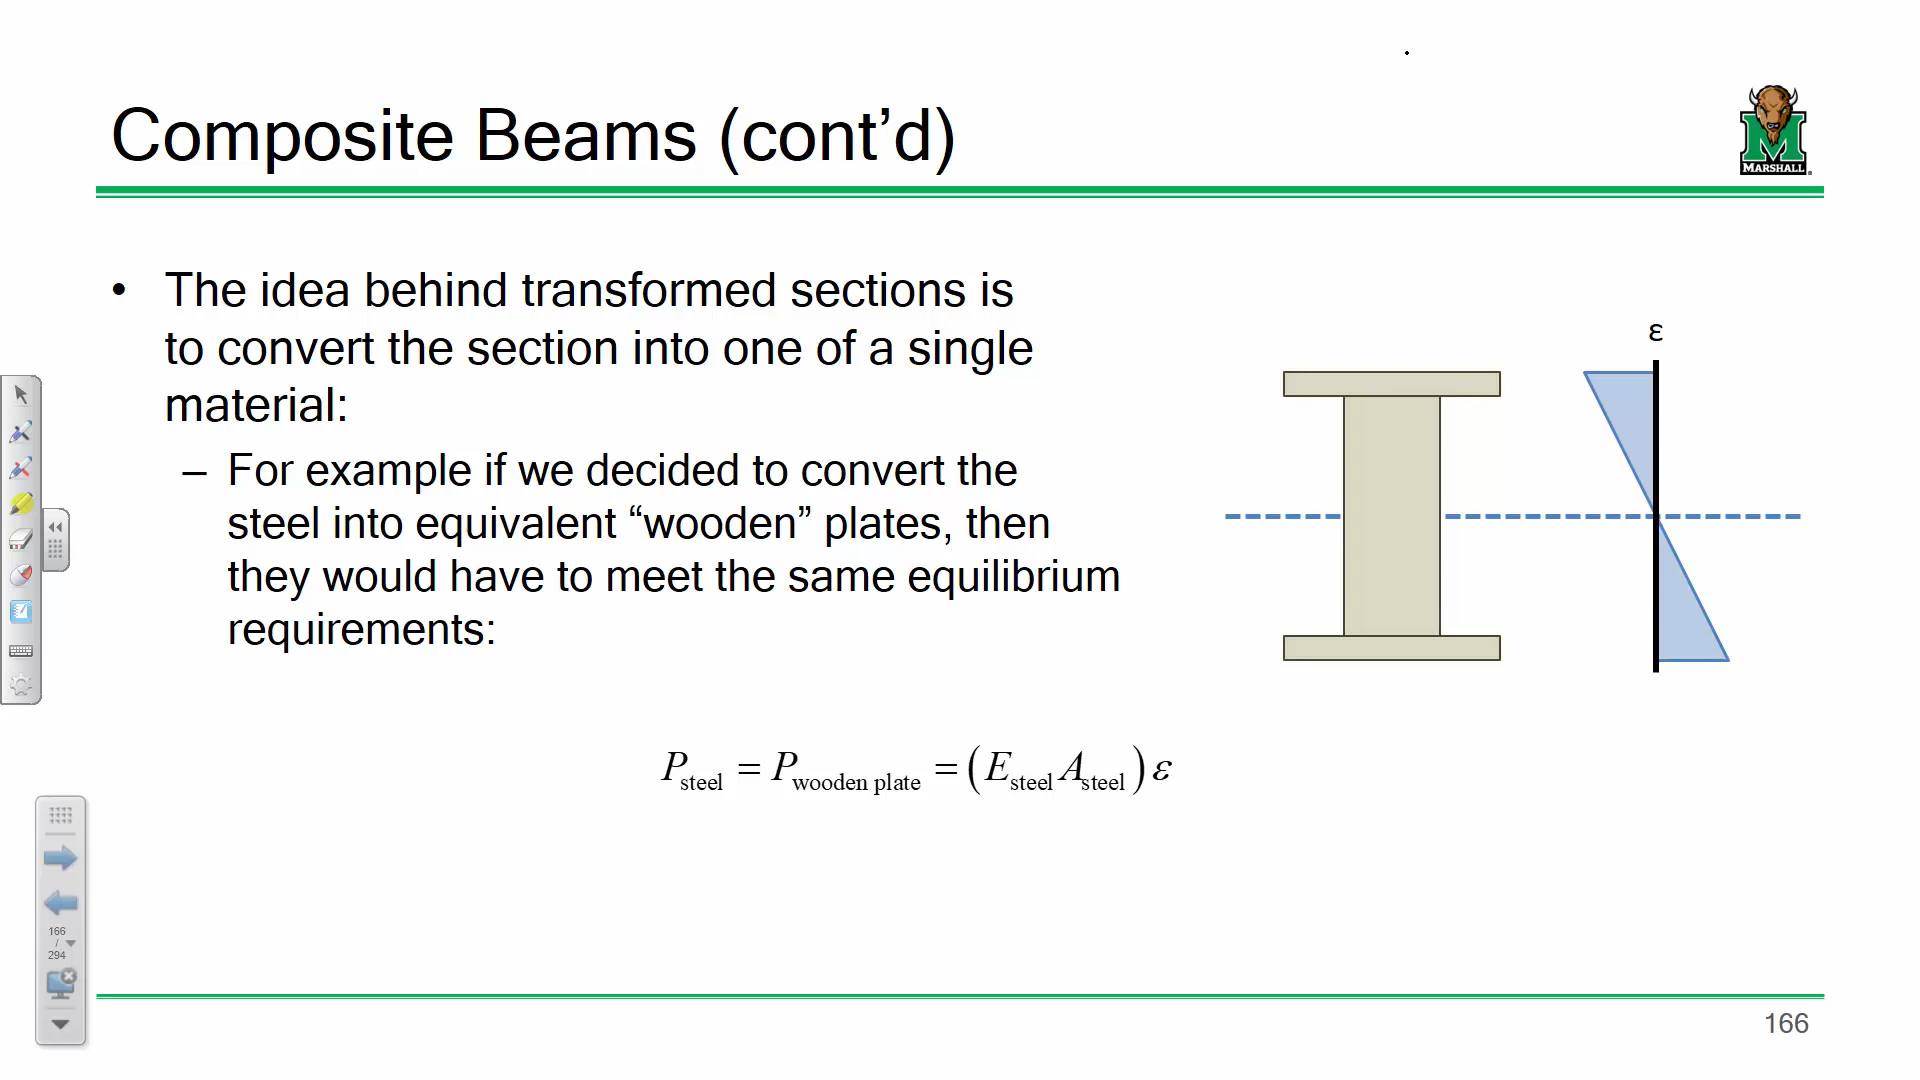 Composite Beams (cont’d)
MARSHALL
• The idea behind transformed sections is
to convert the section into one of a single
material:
– For example if we decided to convert the
steel into equivalent “wooden” plates, then
they would have to meet the same equilibrium
requirements:
ε
P_steel = P_wooden plate = (E_steel A_steel) ε
166
/
294
166